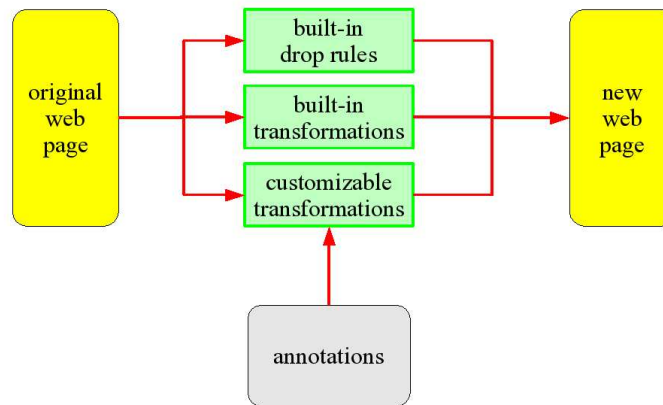 original
web
page
built-in
drop rules
built-in
transformations
customizable
transformations
new
web
page
annotations